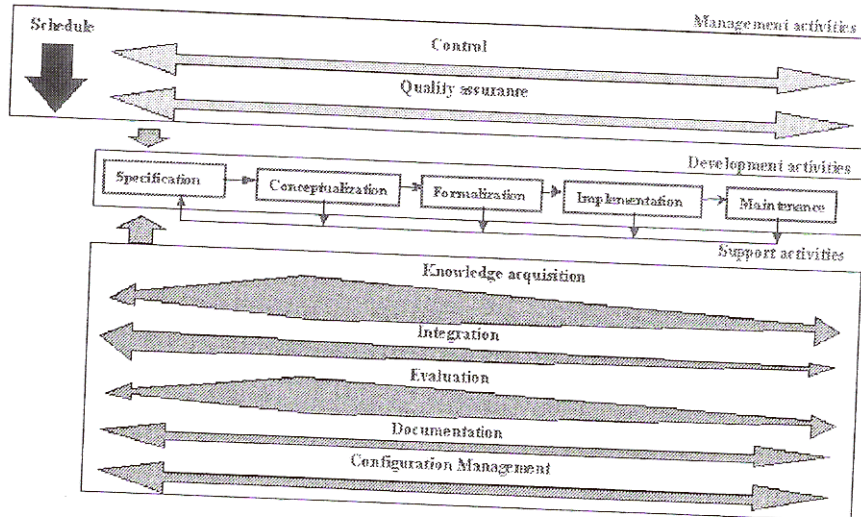 Management activities
Schedule
Control
Quality assurance
Development activities
Specification
Conceptualization
Formalization
Implementation
Maintenance
Support activities
Knowledge acquisition
Integration
Evaluation
Documentation
Configuration Management